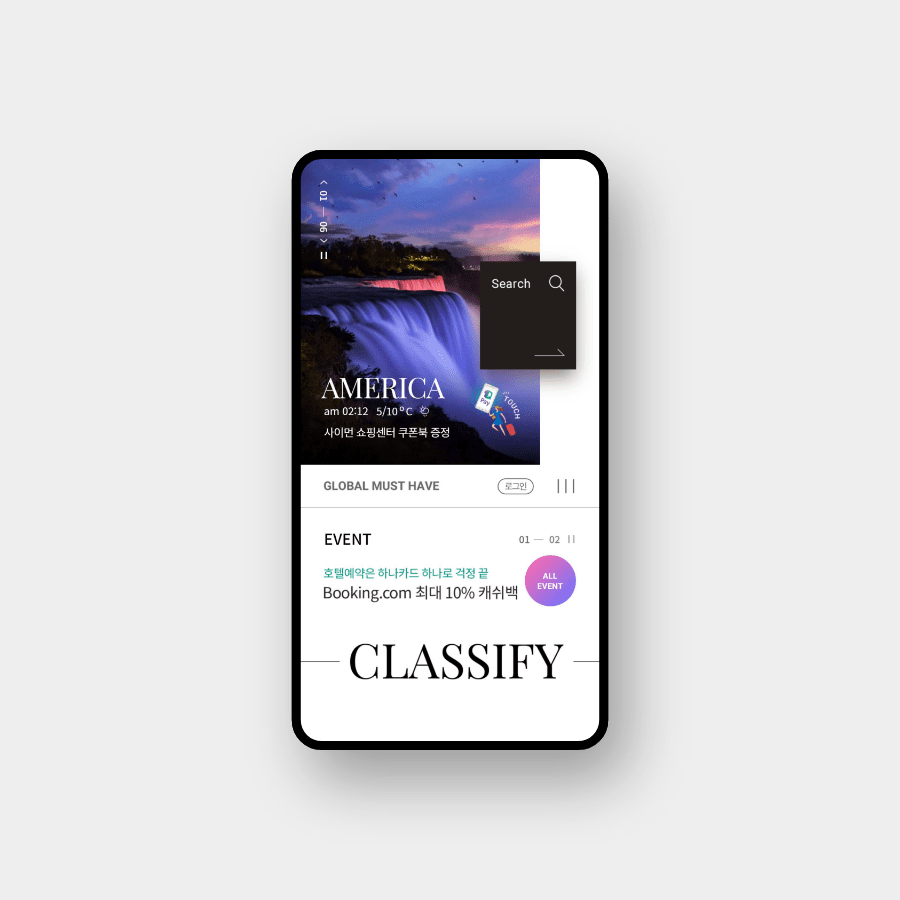 01 — 06
Search
AMERICA
am 02:12 5/10ºC
사이먼 쇼핑센터 쿠폰북 증정
Pay
TOUCH
GLOBAL MUST HAVE
로그인
EVENT
01 — 02
호텔예약은 하나카드 하나로 걱정 끝
Booking.com 최대 10% 캐쉬백
ALL
EVENT
CLASSIFY